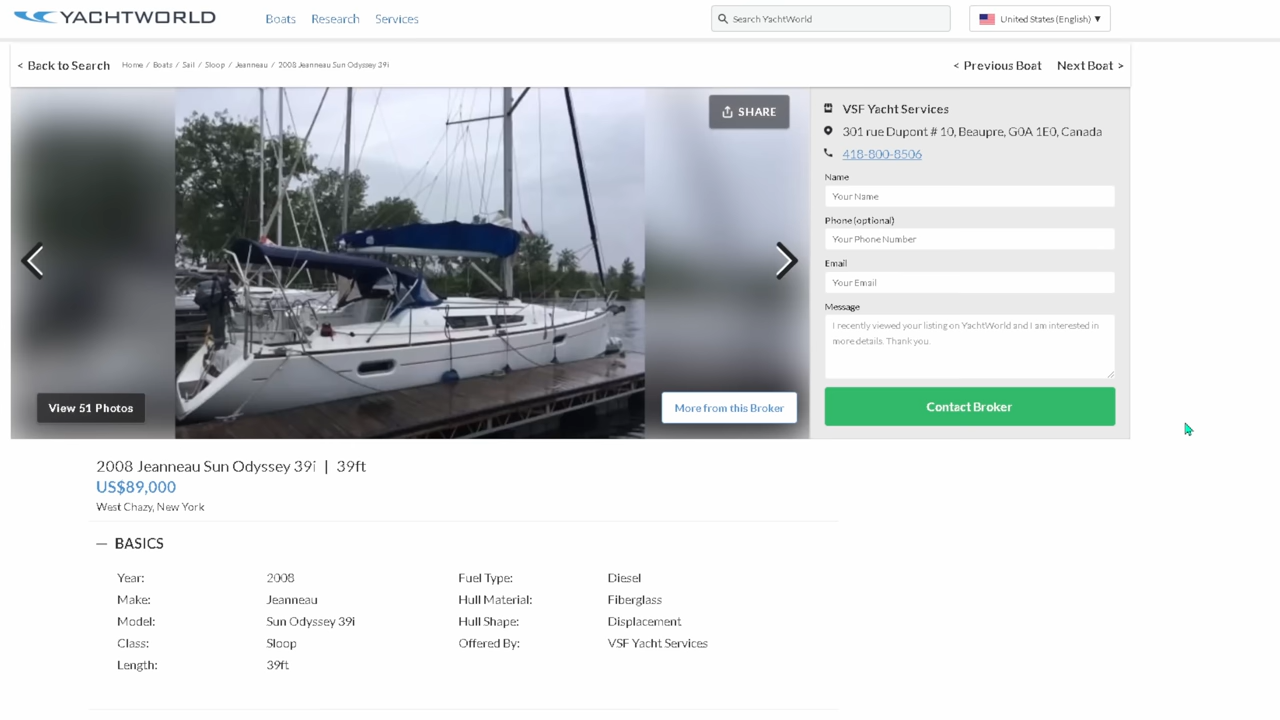 YACHTWORLD
Boats Research Services
Search YachtWorld
United States (English) ▼
< Back to Search
Home / Boats / Sail / Sloop / Jeanneau / 2008 Jeanneau Sun Odyssey 39i
< Previous Boat Next Boat >
SHARE
View 51 Photos
More from this Broker
VSF Yacht Services
301 rue Dupont # 10, Beaupre, G0A 1E0, Canada
418-800-8506
Name
Your Name
Phone (optional)
Your Phone Number
Email
Your Email
Message
I recently viewed your listing on YachtWorld and I am interested in
more details. Thank you.
Contact Broker
2008 Jeanneau Sun Odyssey 39i | 39ft
US$89,000
West Chazy, New York
— BASICS
Year: 2008 Fuel Type: Diesel
Make: Jeanneau Hull Material: Fiberglass
Model: Sun Odyssey 39i Hull Shape: Displacement
Class: Sloop Offered By: VSF Yacht Services
Length: 39ft